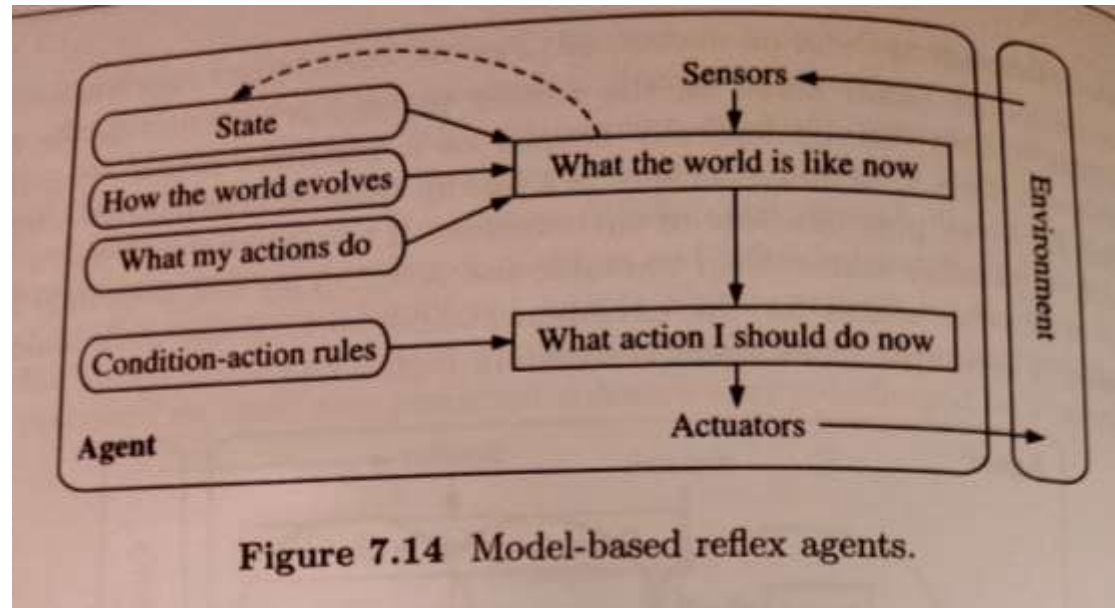 Sensors
State
What the world is like now
How the world evolves
What my actions do
Environment
What action I should do now
Condition-action rules
Actuators
Agent
Figure 7.14 Model-based reflex agents.